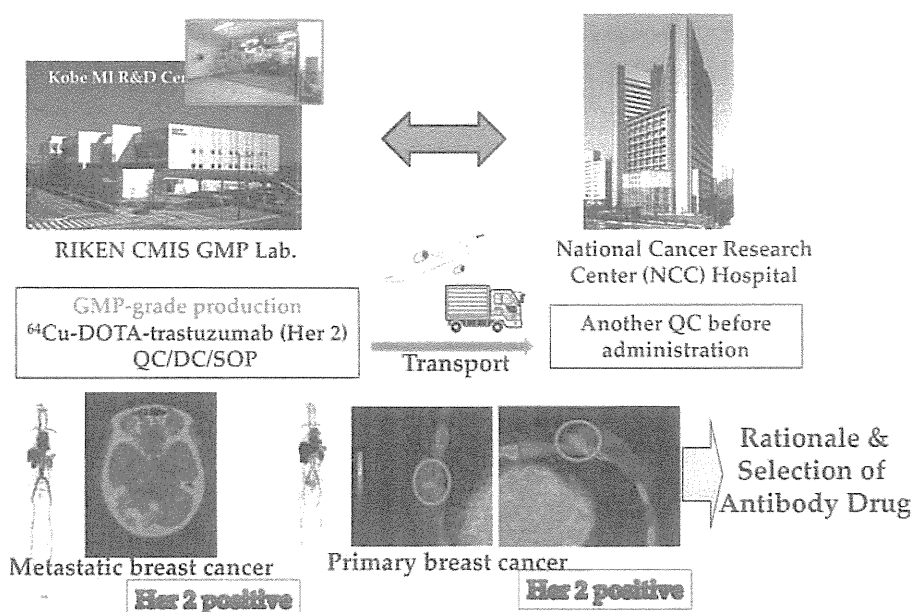 Kobe MI R&D Cen
RIKEN CMIS GMP Lab.
National Cancer Research
Center (NCC) Hospital
GMP-grade production
⁶⁴Cu-DOTA-trastuzumab (Her 2)
QC/DC/SOP
Transport
Another QC before
administration
Rationale &
Selection of
Antibody Drug
Metastatic breast cancer
Her 2 positive
Primary breast cancer
Her 2 positive